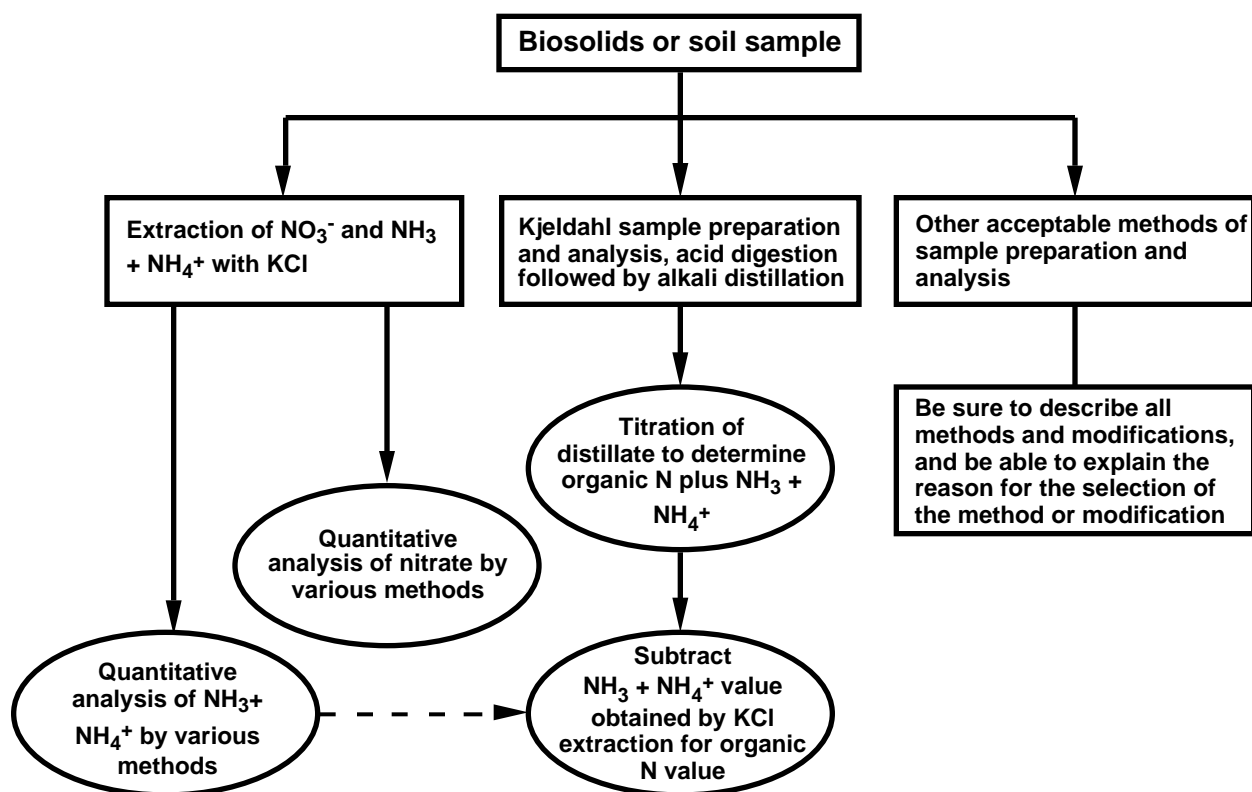 Biosolids or soil sample
Extraction of NO₃⁻ and NH₃
+ NH₄⁺ with KCl
Kjeldahl sample preparation
and analysis, acid digestion
followed by alkali distillation
Other acceptable methods of
sample preparation and
analysis
Titration of
distillate to determine
organic N plus NH₃ +
NH₄⁺
Be sure to describe all
methods and modifications,
and be able to explain the
reason for the selection of
the method or modification
Quantitative
analysis of nitrate by
various methods
Quantitative
analysis of NH₃+
NH₄⁺ by various
methods
Subtract
NH₃ + NH₄⁺ value
obtained by KCl
extraction for organic
N value